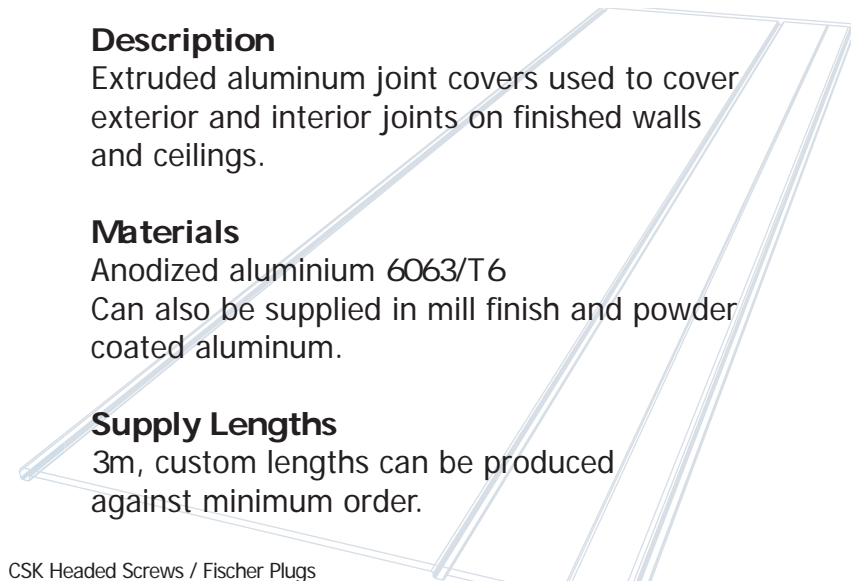 Description
Extruded aluminum joint covers used to cover
exterior and interior joints on finished walls
and ceilings.
Materials
Anodized aluminium 6063/T6
Can also be supplied in mill finish and powder
coated aluminum.
Supply Lengths
3m, custom lengths can be produced
against minimum order.
CSK Headed Screws / Fischer Plugs